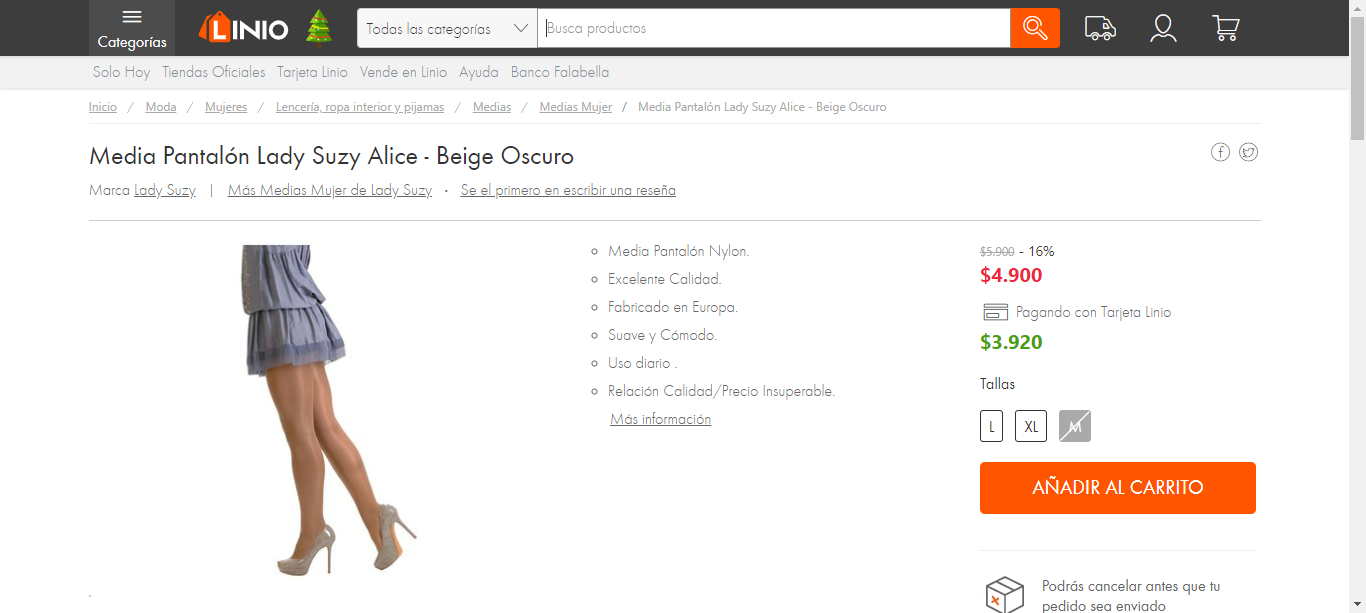 Categorías
LINIO
Todas las categorías
Busca productos
Solo Hoy Tiendas Oficiales Tarjeta Linio Vende en Linio Ayuda Banco Falabella
Inicio / Moda / Mujeres / Lencería, ropa interior y pijamas / Medias / Medias Mujer / Media Pantalón Lady Suzy Alice - Beige Oscuro
Media Pantalón Lady Suzy Alice - Beige Oscuro
Marca Lady Suzy | Más Medias Mujer de Lady Suzy · Se el primero en escribir una reseña
Media Pantalón Nylon.
Excelente Calidad.
Fabricado en Europa.
Suave y Cómodo.
Uso diario .
Relación Calidad/Precio Insuperable.
Más información
$5.900 - 16%
$4.900
Pagando con Tarjeta Linio
$3.920
Tallas
L XL M
AÑADIR AL CARRITO
Podrás cancelar antes que tu
pedido sea enviado